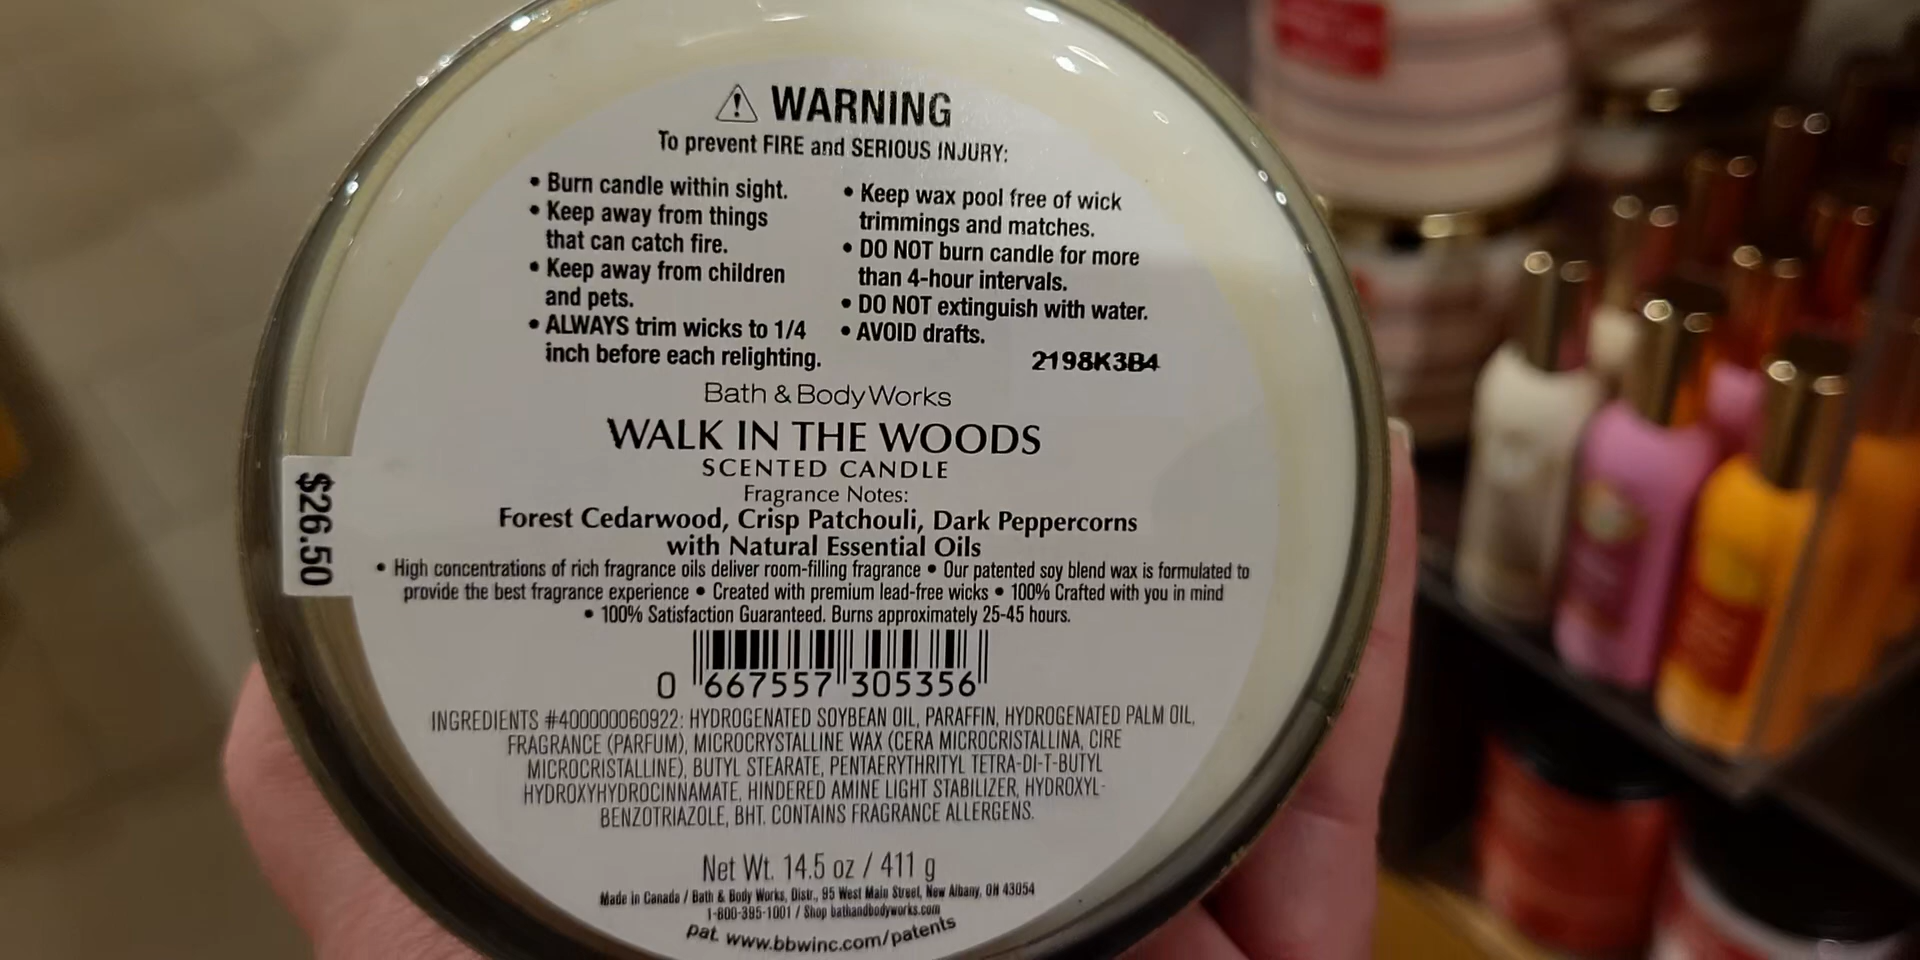 WARNING
To prevent FIRE and SERIOUS INJURY:
• Burn candle within sight.
• Keep away from things
that can catch fire.
• Keep away from children
and pets.
• ALWAYS trim wicks to 1/4
inch before each relighting.
• Keep wax pool free of wick
trimmings and matches.
• DO NOT burn candle for more
than 4-hour intervals.
• DO NOT extinguish with water.
• AVOID drafts.
2198K3B4
Bath & Body Works
WALK IN THE WOODS
SCENTED CANDLE
Fragrance Notes:
Forest Cedarwood, Crisp Patchouli, Dark Peppercorns
with Natural Essential Oils
• High concentrations of rich fragrance oils deliver room-filling fragrance • Our patented soy blend wax is formulated to
provide the best fragrance experience • Created with premium lead-free wicks • 100% Crafted with you in mind
• 100% Satisfaction Guaranteed. Burns approximately 25-45 hours.
$26.50
0 667557 305356
INGREDIENTS #400000060922: HYDROGENATED SOYBEAN OIL, PARAFFIN, HYDROGENATED PALM OIL,
FRAGRANCE (PARFUM), MICROCRYSTALLINE WAX (CERA MICROCRISTALLINA, CIRE
MICROCRISTALLINE), BUTYL STEARATE, PENTAERYTHRITYL TETRA-DI-T-BUTYL
HYDROXYHYDROCINNAMATE, HINDERED AMINE LIGHT STABILIZER, HYDROXYL-
BENZOTRIAZOLE, BHT. CONTAINS FRAGRANCE ALLERGENS.
Net Wt. 14.5 oz / 411 g
Made in Canada / Bath & Body Works, Distr., 95 West Main Street, New Albany, OH 43054
1-800-395-1001 / Shop bathandbodyworks.com
pat. www.bbwinc.com/patents